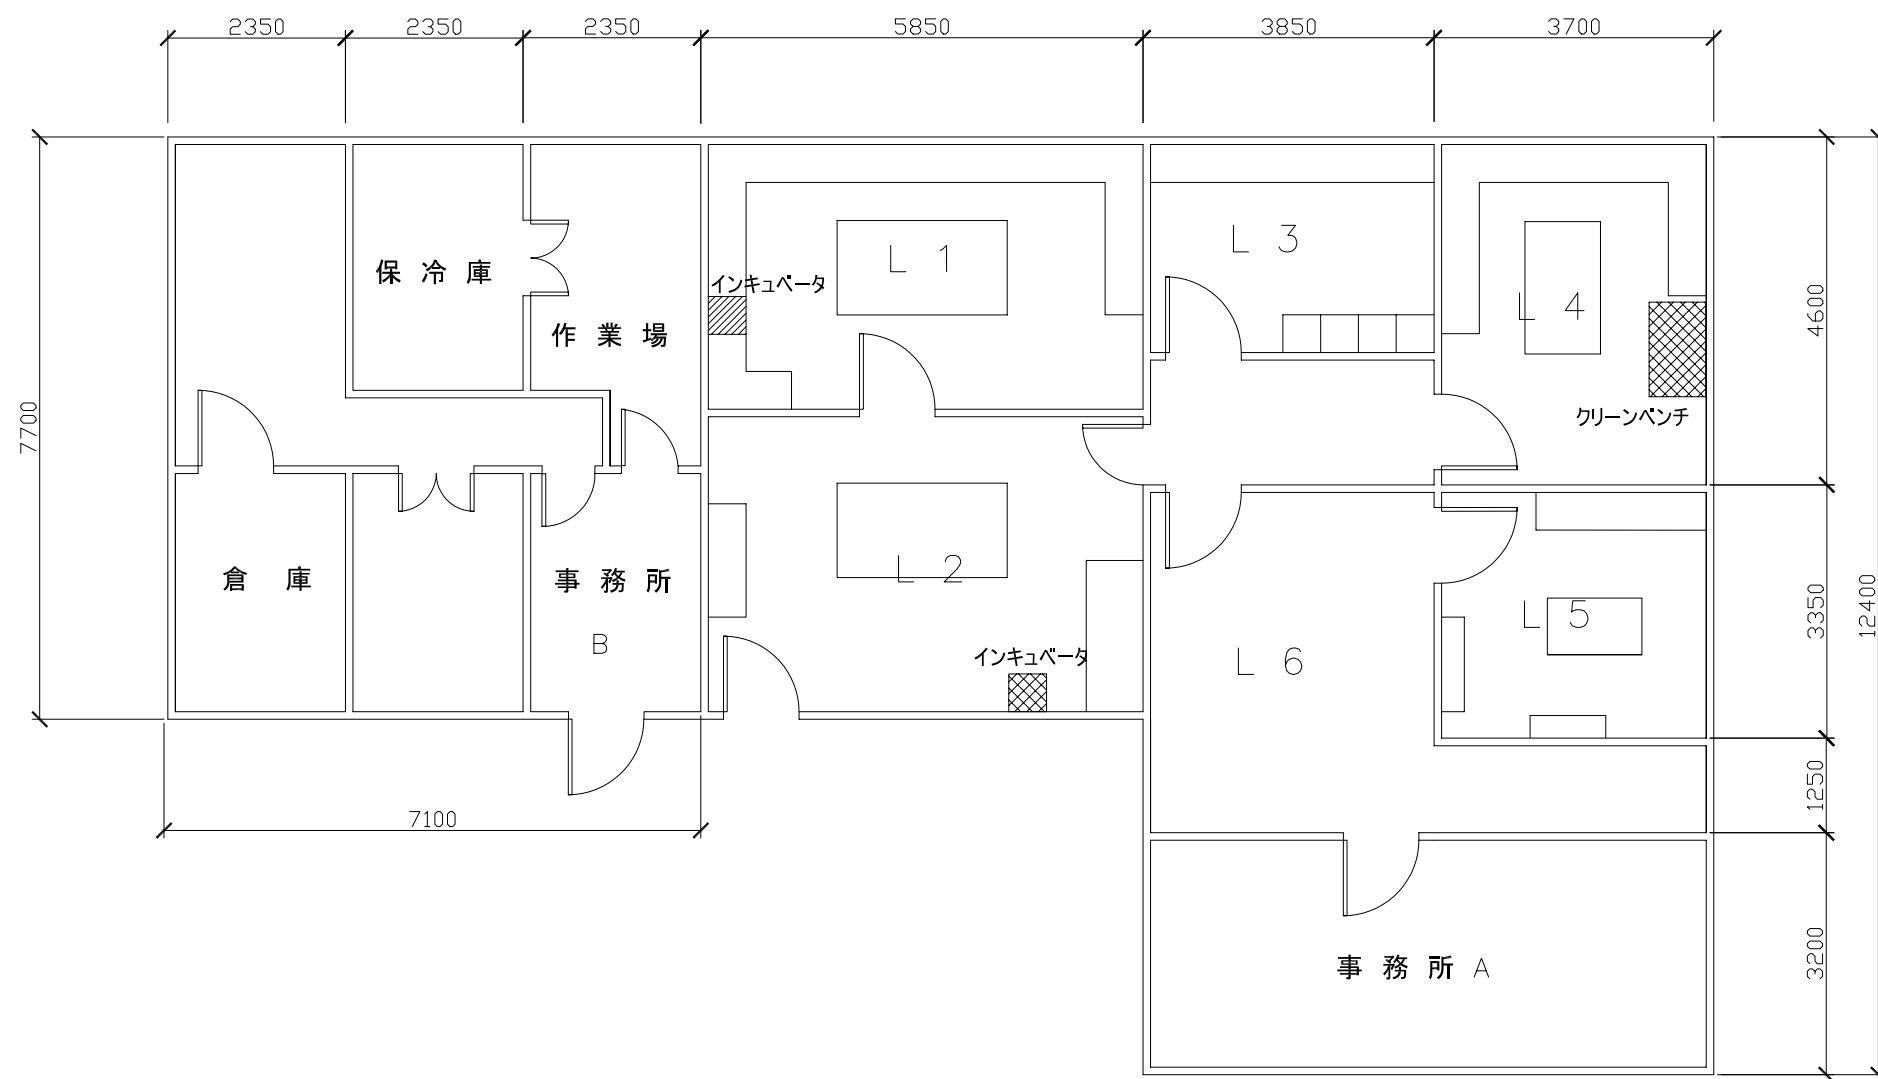 2350 2350 2350 5850 3850 3700
L 1
L 3
保 冷 庫
インキュベータ
L 4
4600
作 業 場
クリーンベンチ
7700
L 2
倉 庫
事 務 所
B
L 5
3350
12400
インキュベータ
L 6
1250
7100
3200
事 務 所 A